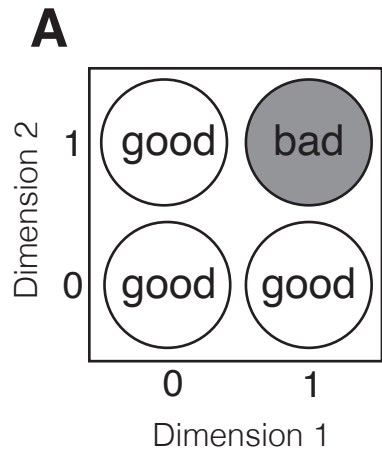 A
Dimension 2
1 good bad
0 good good
0 1
Dimension 1